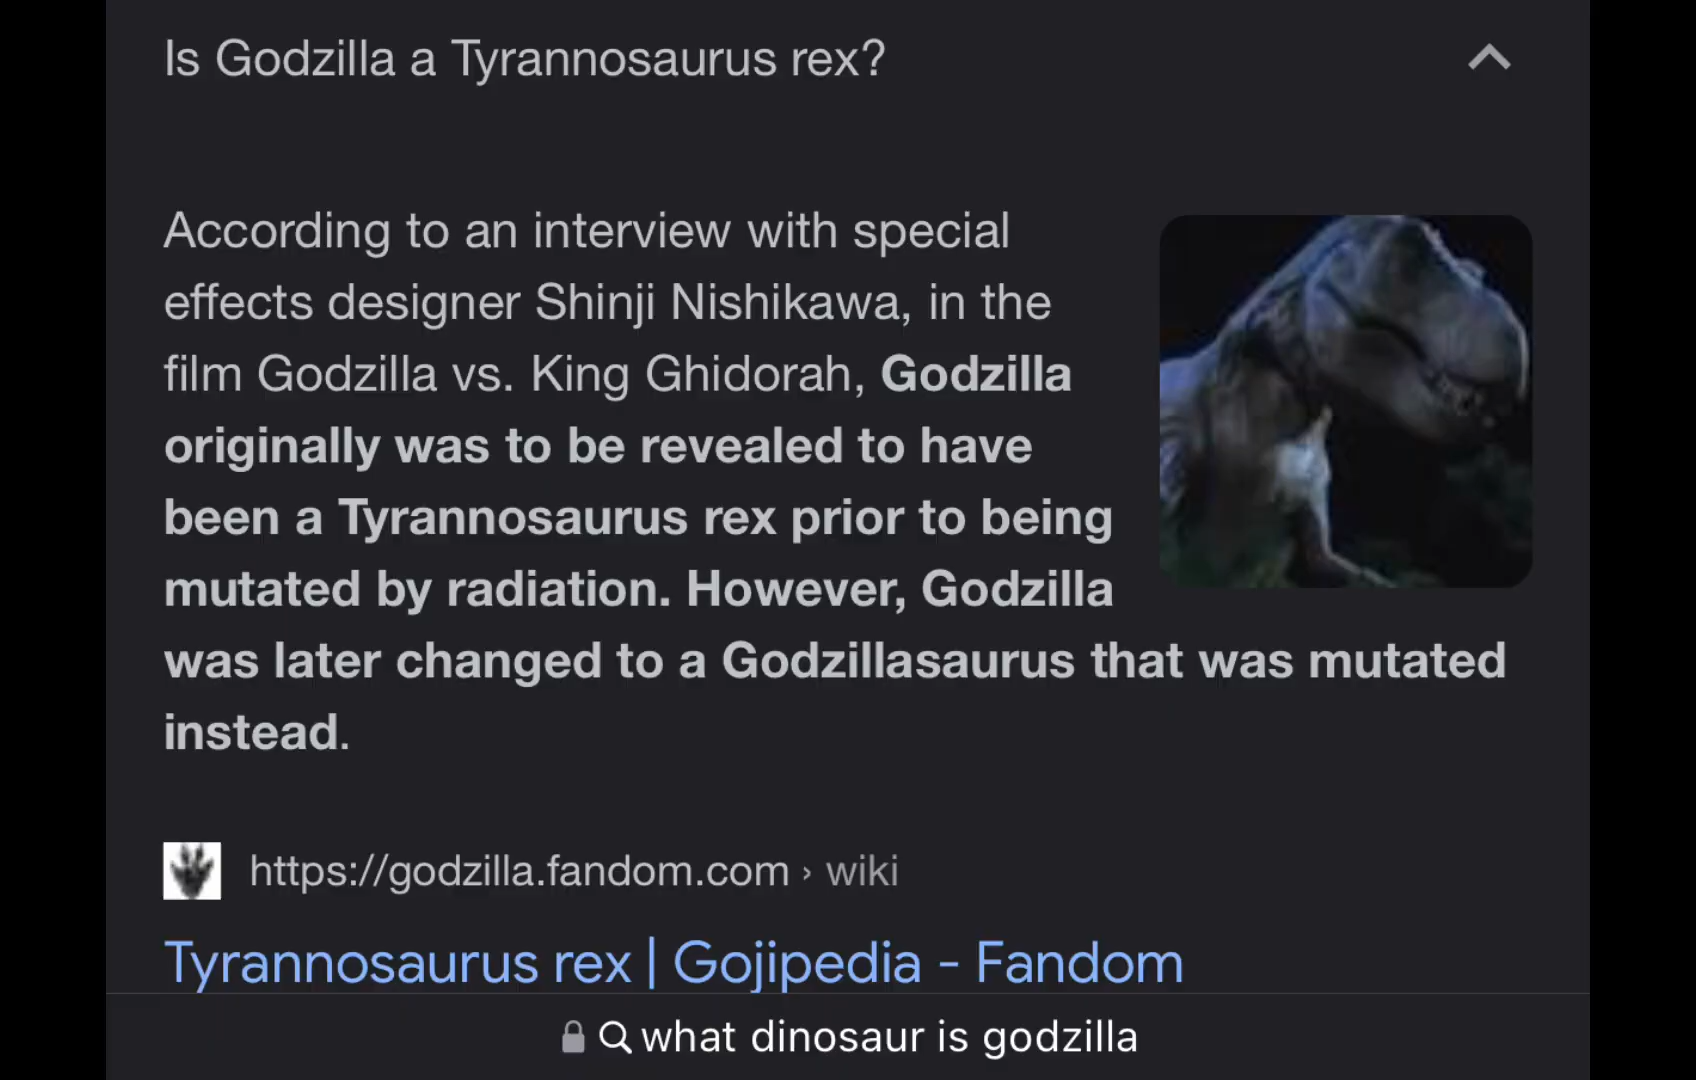 Is Godzilla a Tyrannosaurus rex?
According to an interview with special
effects designer Shinji Nishikawa, in the
film Godzilla vs. King Ghidorah, Godzilla
originally was to be revealed to have
been a Tyrannosaurus rex prior to being
mutated by radiation. However, Godzilla
was later changed to a Godzillasaurus that was mutated
instead.
https://godzilla.fandom.com › wiki
Tyrannosaurus rex | Gojipedia - Fandom
what dinosaur is godzilla